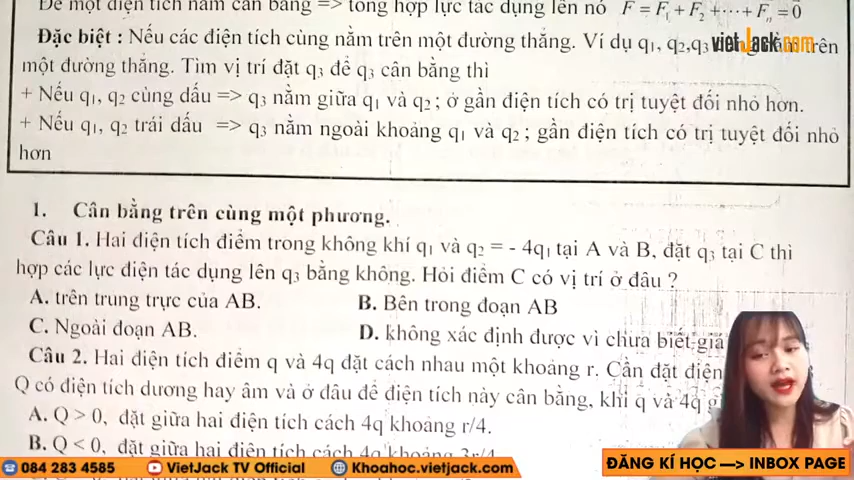 Để một điện tích nằm cân bằng => tổng hợp lực tác dụng lên nó F = F₁ + F₂ + ··· + Fₙ = 0
Đặc biệt : Nếu các điện tích cùng nằm trên một đường thẳng. Ví dụ q₁, q₂,q₃ trên
vietJack.com
một đường thẳng. Tìm vị trí đặt q₃ để q₃ cân bằng thì
+ Nếu q₁, q₂ cùng dấu => q₃ nằm giữa q₁ và q₂ ; ở gần điện tích có trị tuyệt đối nhỏ hơn.
+ Nếu q₁, q₂ trái dấu => q₃ nằm ngoài khoảng q₁ và q₂ ; gần điện tích có trị tuyệt đối nhỏ
hơn
1. Cân bằng trên cùng một phương.
Câu 1. Hai điện tích điểm trong không khí q₁ và q₂ = - 4q₁ tại A và B, đặt q₃ tại C thì
hợp các lực điện tác dụng lên q₃ bằng không. Hỏi điểm C có vị trí ở đâu ?
A. trên trung trực của AB. B. Bên trong đoạn AB
C. Ngoài đoạn AB. D. không xác định được vì chưa biết giá
Câu 2. Hai điện tích điểm q và 4q đặt cách nhau một khoảng r. Cần đặt điện
Q có điện tích dương hay âm và ở đâu để điện tích này cân bằng, khi q và 4q g
A. Q > 0, đặt giữa hai điện tích cách 4q khoảng r/4.
B. Q < 0, đặt giữa hai điện tích cách 4q khoảng 3r/4
084 283 4585 VietJack TV Official Khoahoc.vietjack.com
ĐĂNG KÍ HỌC —> INBOX PAGE